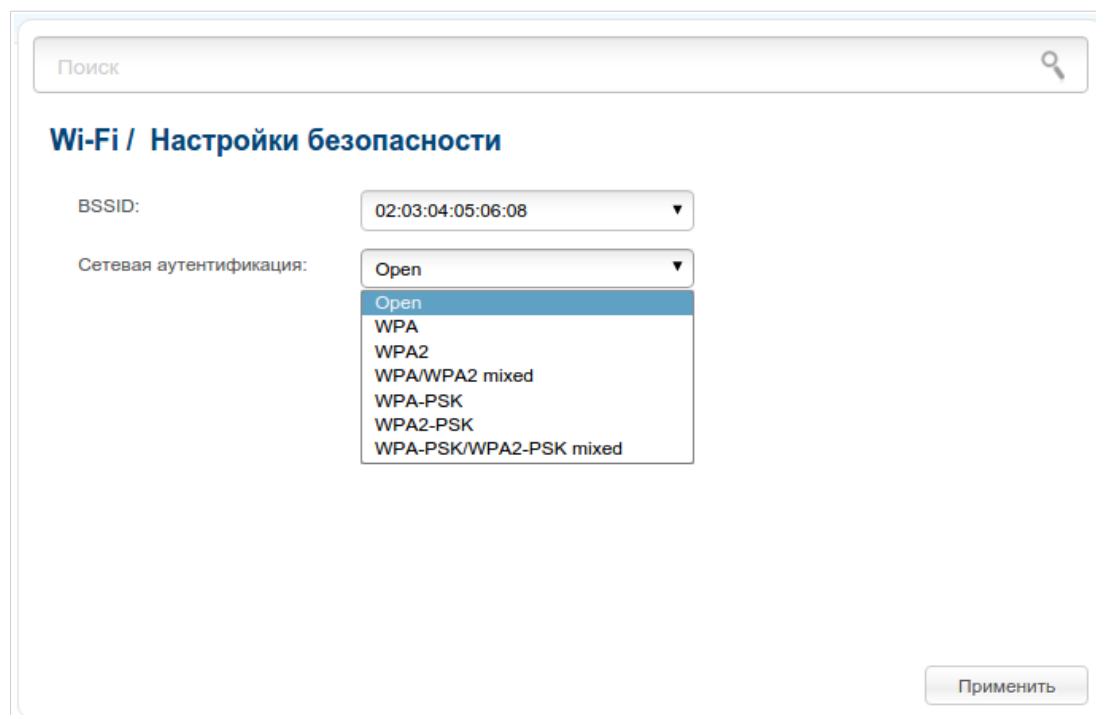 Поиск
Wi-Fi / Настройки безопасности
BSSID: 02:03:04:05:06:08
Сетевая аутентификация: Open
Open
WPA
WPA2
WPA/WPA2 mixed
WPA-PSK
WPA2-PSK
WPA-PSK/WPA2-PSK mixed
Применить